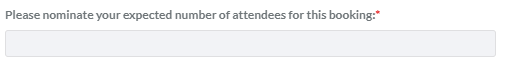 Please nominate your expected number of attendees for this booking:*